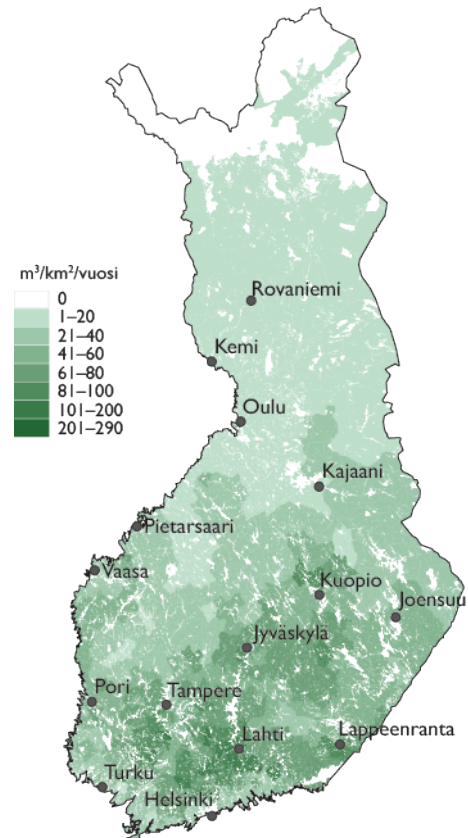 m³/km²/vuosi
0
1–20
21–40
41–60
61–80
81–100
101–200
201–290
Rovaniemi
Kemi
Oulu
Kajaani
Pietarsaari
Vaasa
Kuopio
Joensuu
Jyväskylä
Pori
Tampere
Lahti
Lappeenranta
Turku
Helsinki